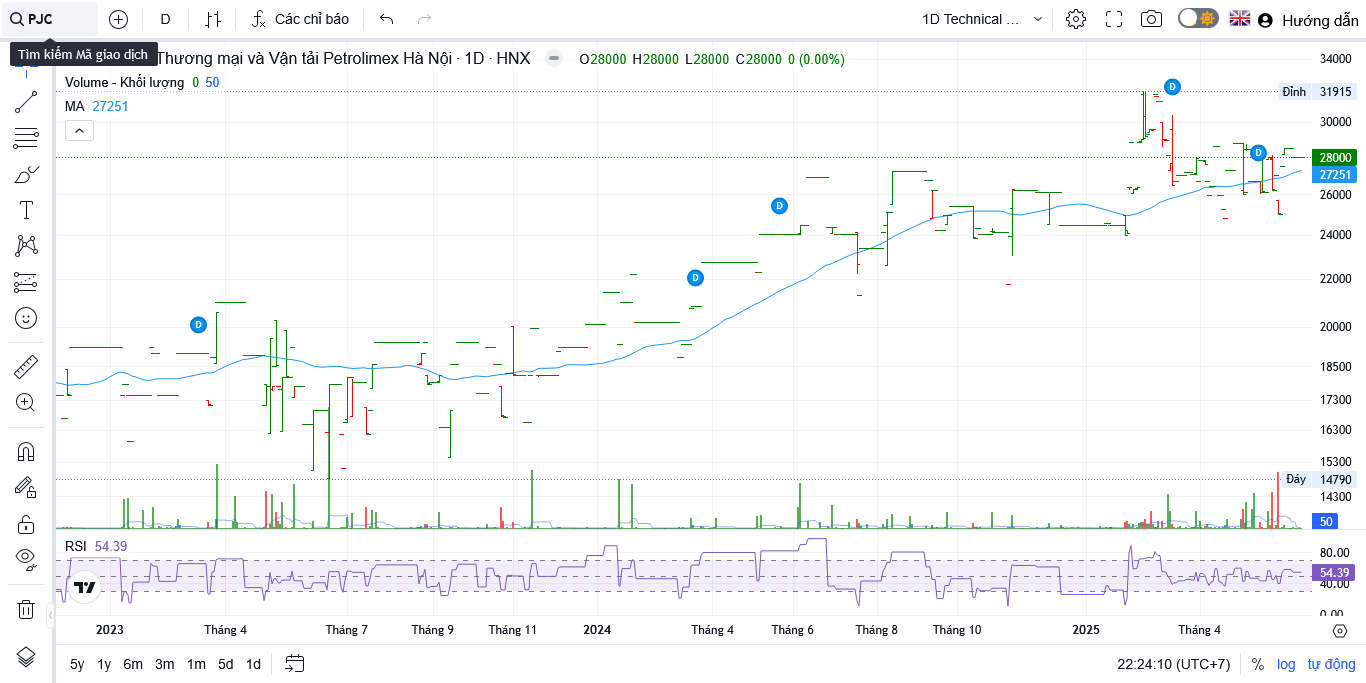 PJC
D
Các chỉ báo
1D Technical ...
Hướng dẫn
Tìm kiếm Mã giao dịch
Thương mại và Vận tải Petrolimex Hà Nội · 1D · HNX
O28000 H28000 L28000 C28000 0 (0.00%)
Volume - Khối lượng 0 50
MA 27251
34000
Đỉnh 31915
30000
28000
27251
26000
24000
22000
20000
18500
17300
16300
15300
Đáy 14790
14300
50
D
D
D
D
D
RSI 54.39
80.00
54.39
40.00
0.00
2023 Tháng 4 Tháng 7 Tháng 9 Tháng 11 2024 Tháng 4 Tháng 6 Tháng 8 Tháng 10 2025 Tháng 4
5y 1y 6m 3m 1m 5d 1d
22:24:10 (UTC+7) % log tự động